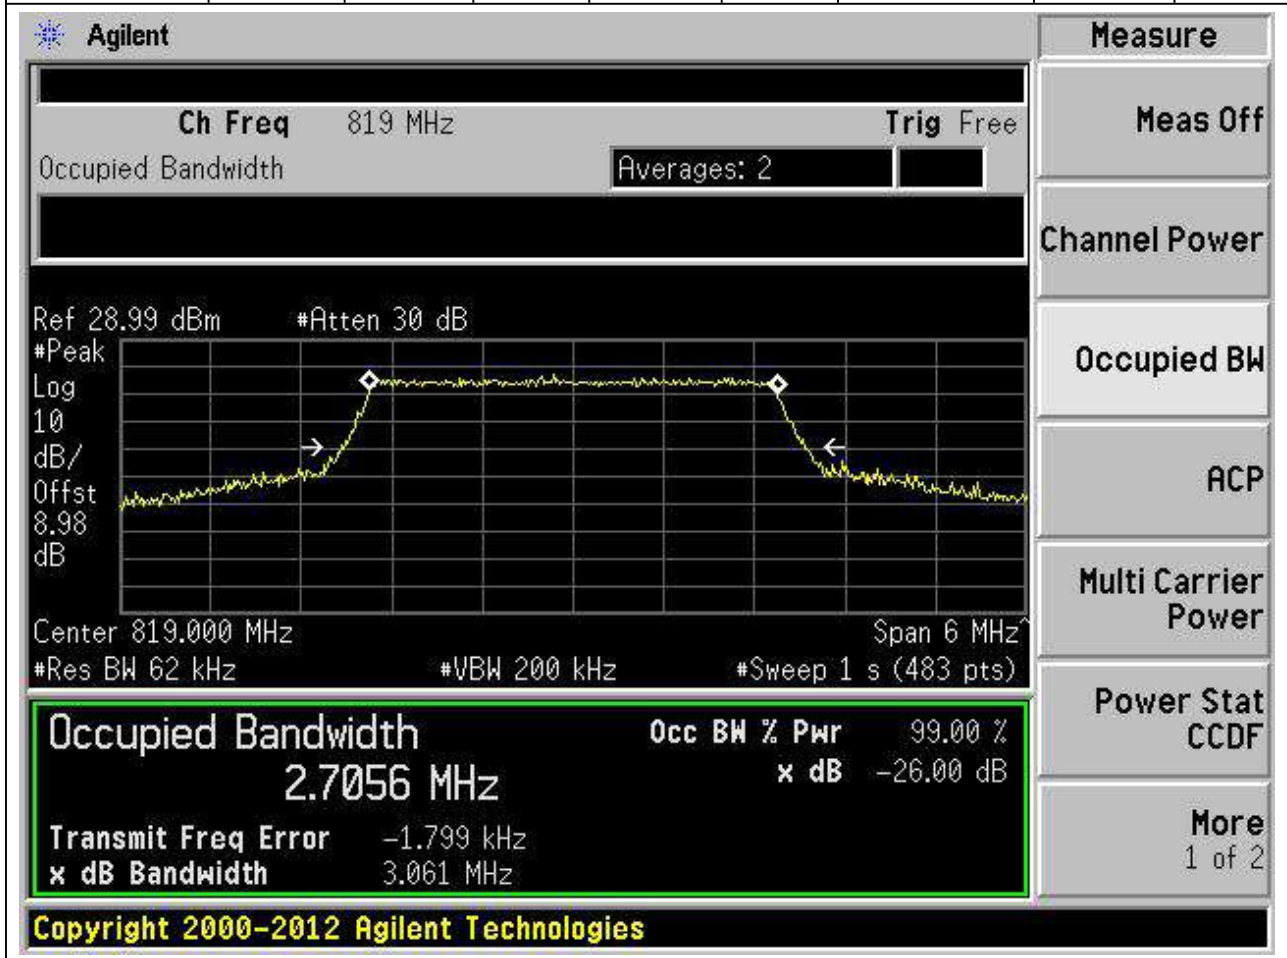 Agilent
Measure
Ch Freq 819 MHz Trig Free
Meas Off
Occupied Bandwidth Averages: 2
Channel Power
Ref 28.99 dBm #Atten 30 dB
#Peak
Log
10
dB/
Offst
8.98
dB
Occupied BW
ACP
Multi Carrier
Power
Center 819.000 MHz Span 6 MHz^
#Res BW 62 kHz #VBW 200 kHz #Sweep 1 s (483 pts)
Power Stat
CCDF
Occupied Bandwidth Occ BW % Pwr 99.00 %
2.7056 MHz x dB -26.00 dB
Transmit Freq Error -1.799 kHz
x dB Bandwidth 3.061 MHz
More
1 of 2
Copyright 2000-2012 Agilent Technologies